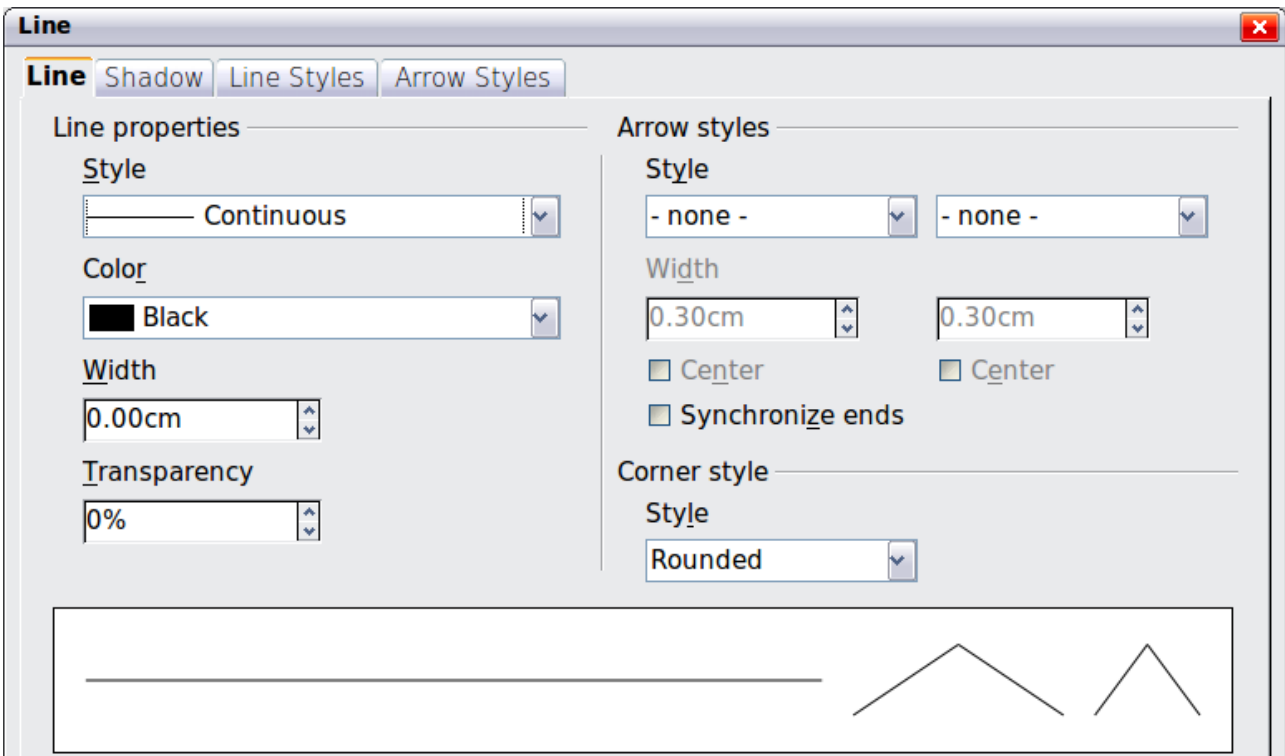 Line
Line Shadow Line Styles Arrow Styles
Line properties
Style
Continuous
Color
Black
Width
0.00cm
Transparency
0%
Arrow styles
Style
- none - - none -
Width
0.30cm 0.30cm
Center Center
Synchronize ends
Corner style
Style
Rounded